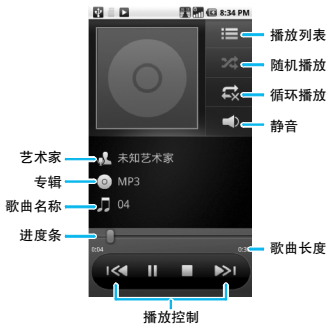 8:34 PM
播放列表
随机播放
循环播放
静音
艺术家
未知艺术家
专辑
MP3
歌曲名称
04
进度条
0:04
歌曲长度
播放控制